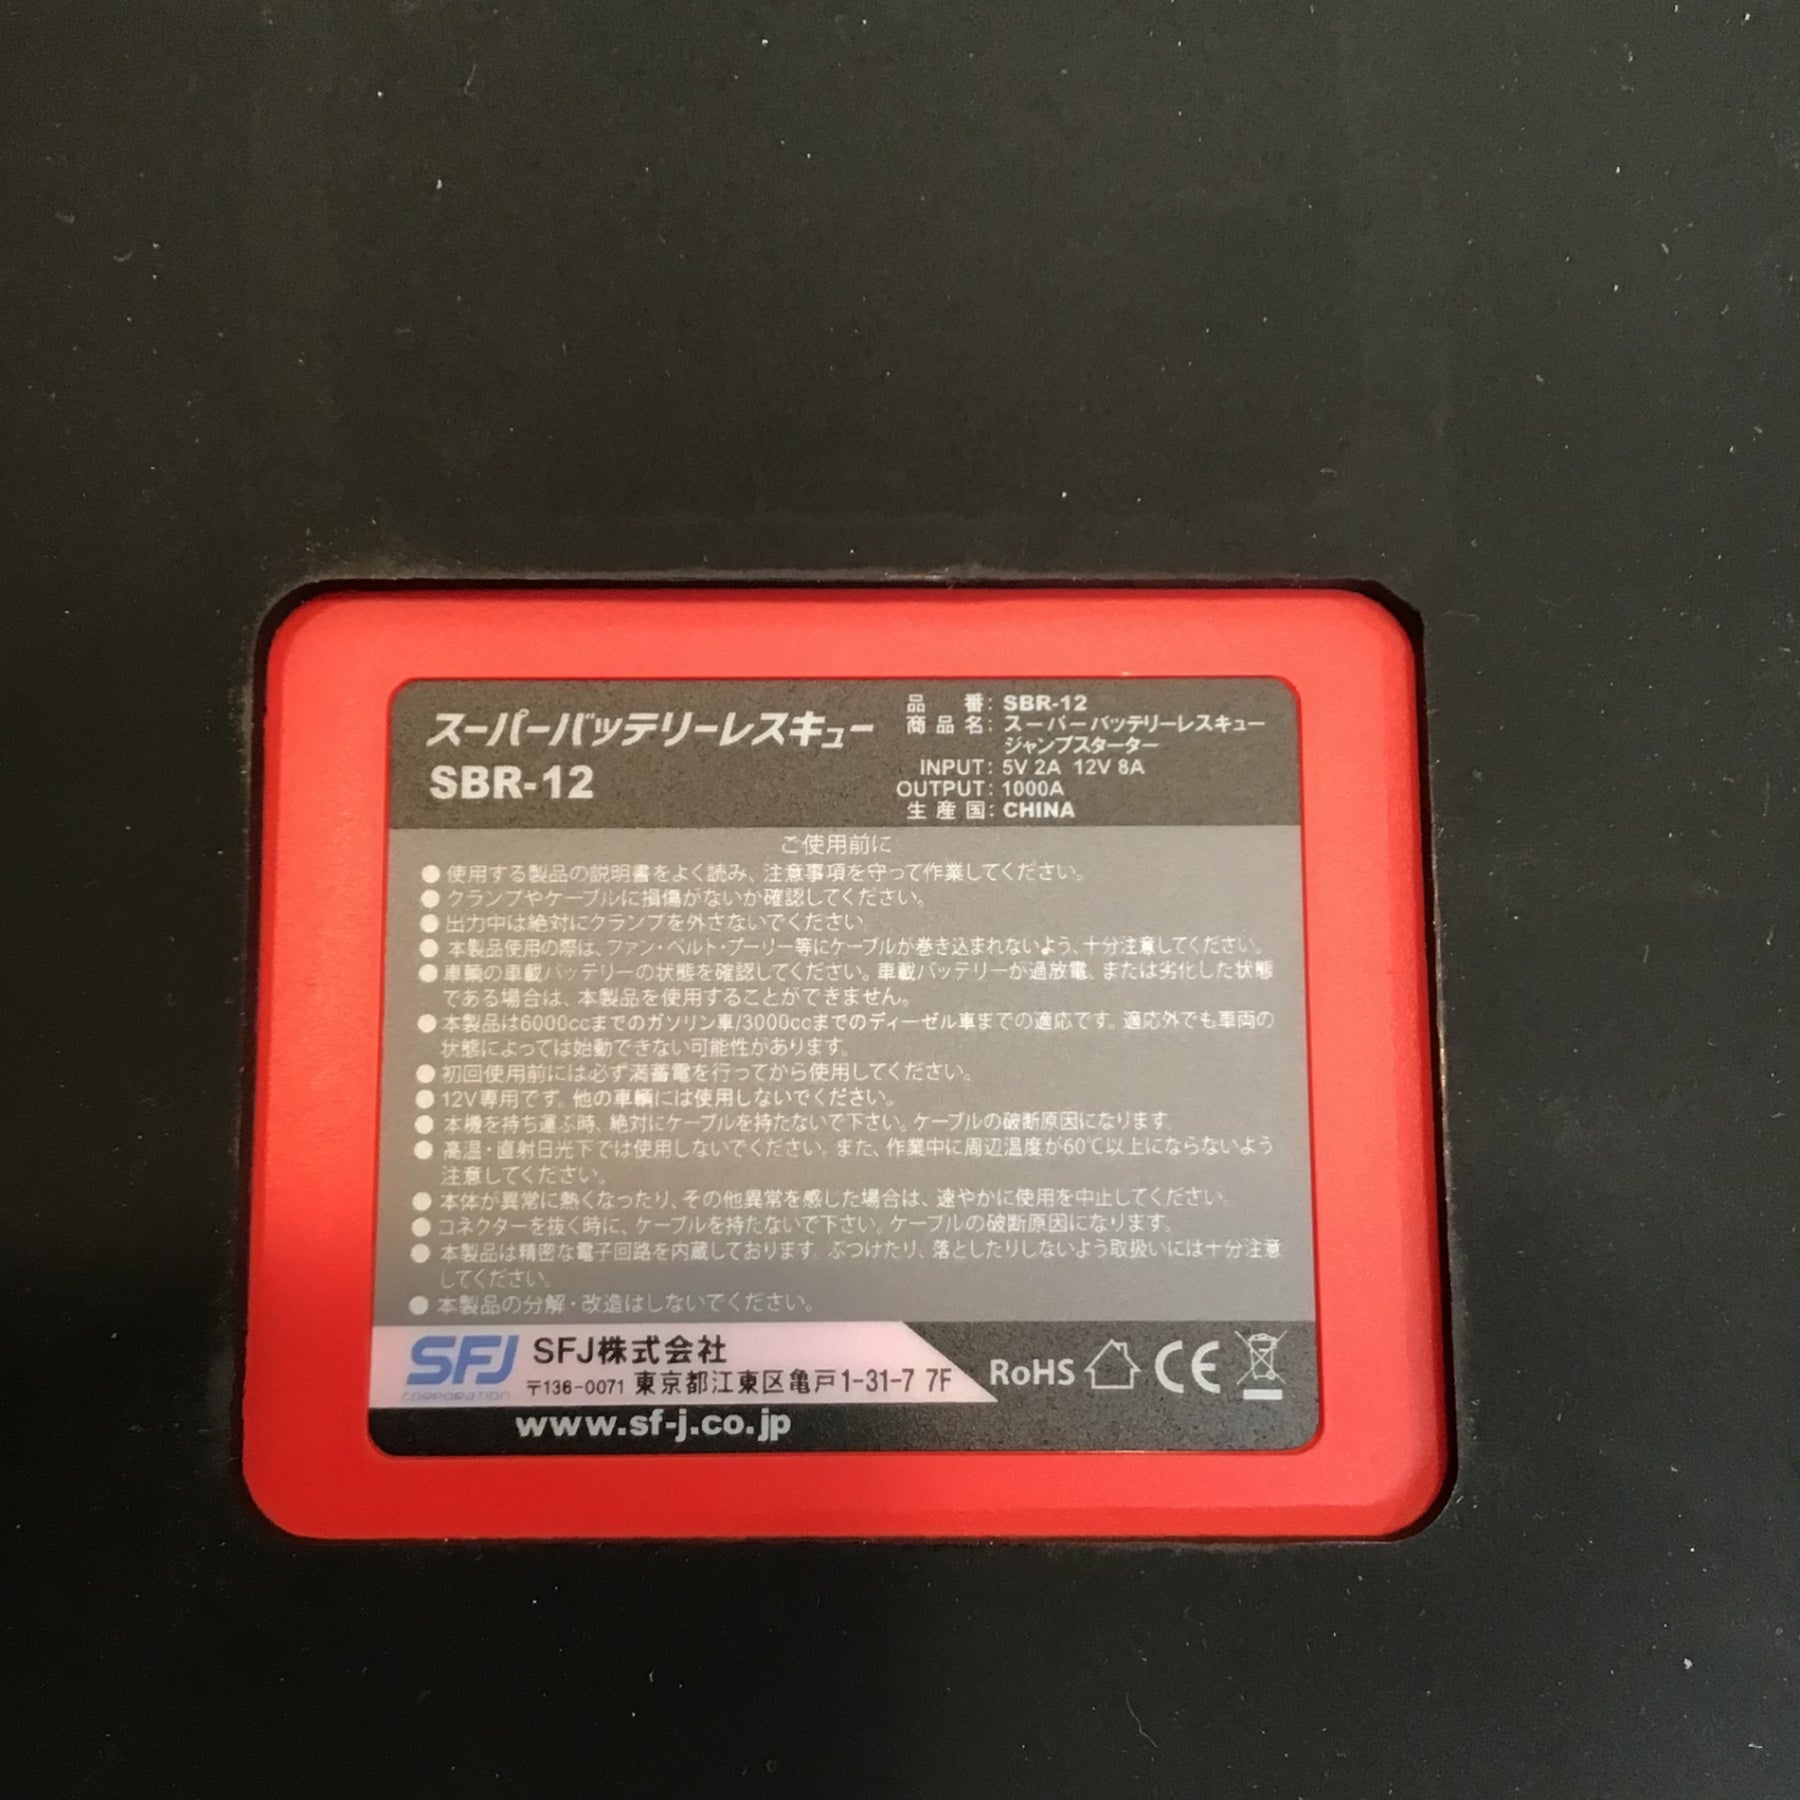 スーパーバッテリーレスキュー
SBR-12
品 番: SBR-12
商品名: スーパーバッテリーレスキュー
ジャンプスターター
INPUT: 5V 2A 12V 8A
OUTPUT: 1000A
生産国: CHINA
ご使用前に
● 使用する製品の説明書をよく読み、注意事項を守って作業してください。
● クランプやケーブルに損傷がないか確認してください。
● 出力中は絶対にクランプを外さないでください。
● 本製品使用の際は、ファン・ベルト・プーリー等にケーブルが巻き込まれないよう、十分注意してください。
● 車輌の車載バッテリーの状態を確認してください。車載バッテリーが過放電、または劣化した状態
である場合は、本製品を使用することができません。
● 本製品は6000ccまでのガソリン車/3000ccまでのディーゼル車までの適応です。適応外でも車両の
状態によっては始動できない可能性があります。
● 初回使用前には必ず満蓄電を行ってから使用してください。
● 12V専用です。他の車輌には使用しないでください。
● 本機を持ち運ぶ時、絶対にケーブルを持たないで下さい。ケーブルの破断原因になります。
● 高温・直射日光下では使用しないでください。また、作業中に周辺温度が60℃以上にならないよう
注意してください。
● 本体が異常に熱くなったり、その他異常を感じた場合は、速やかに使用を中止してください。
● コネクターを抜く時に、ケーブルを持たないで下さい。ケーブルの破断原因になります。
● 本製品は精密な電子回路を内蔵しております。ぶつけたり、落としたりしないよう取扱いには十分注意
してください。
● 本製品の分解・改造はしないでください。
SFJ
CORPORATION
SFJ株式会社
〒136-0071 東京都江東区亀戸1-31-7 7F
www.sf-j.co.jp
RoHS CE